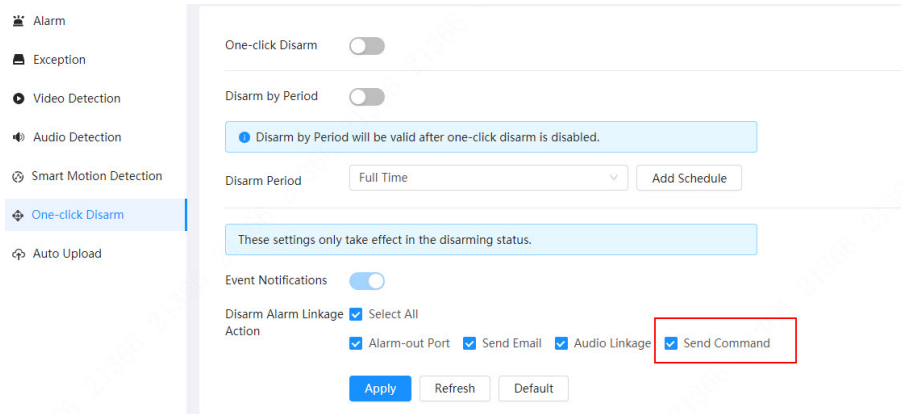 Alarm
Exception
Video Detection
Audio Detection
Smart Motion Detection
One-click Disarm
Auto Upload
One-click Disarm
Disarm by Period
Disarm by Period will be valid after one-click disarm is disabled.
Disarm Period Full Time Add Schedule
These settings only take effect in the disarming status.
Event Notifications
Disarm Alarm Linkage Select All
Action
Alarm-out Port Send Email Audio Linkage Send Command
Apply Refresh Default